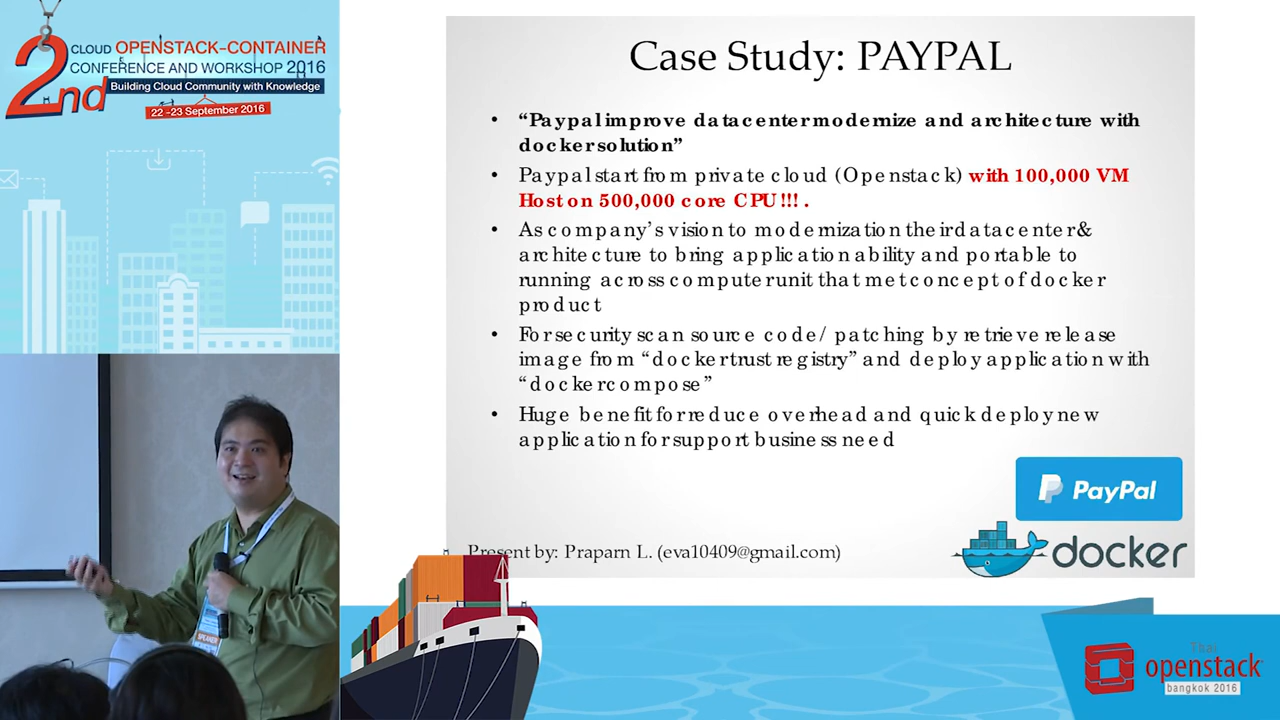 2nd
CLOUD OPENSTACK-CONTAINER
CONFERENCE AND WORKSHOP 2016
Building Cloud Community with Knowledge
22 -23 September 2016
Case Study: PAYPAL
• “Paypal improve datacenter modernize and architecture with
docker solution”
• Paypal start from private cloud (Openstack) with 100,000 VM
Host on 500,000 core CPU!!! .
• As company’s vision to modernization their datacenter &
architecture to bring application ability and portable to
running across computer unit that met concept of docker
product
• For security scan source code/ patching by retrieve release
image from “docker trust registry” and deploy application with
“docker compose”
• Huge benefit for reduce overhead and quick deploy new
application for support business need
PayPal
docker
Present by: Praparn L. (eva10409@gmail.com)
SPEAKER
Thai
openstack
bangkok 2016